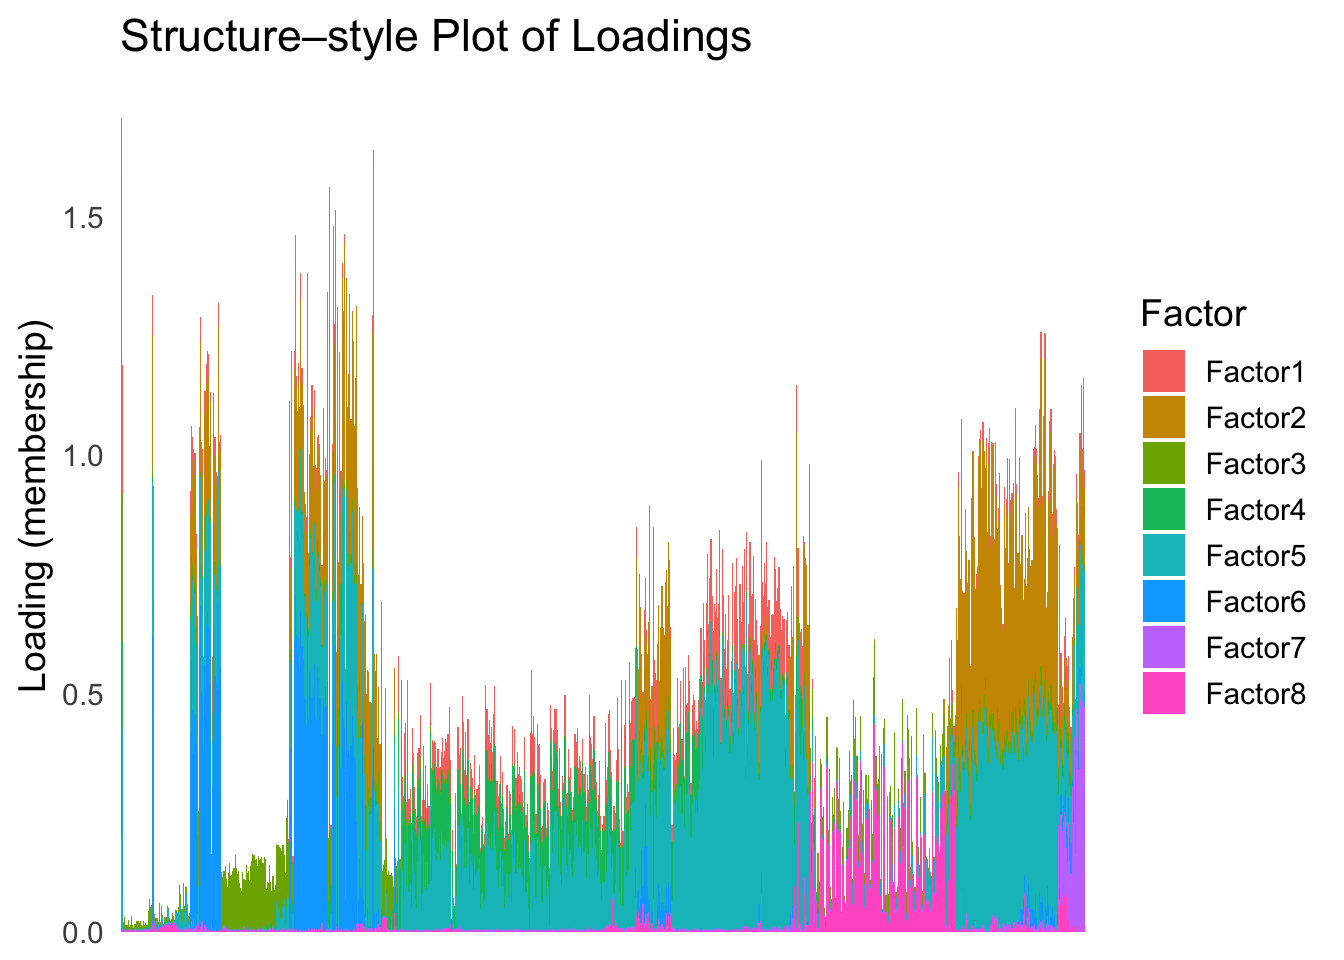 Structure–style Plot of Loadings
Loading (membership)
1.5
1.0
0.5
0.0
Factor
Factor1
Factor2
Factor3
Factor4
Factor5
Factor6
Factor7
Factor8